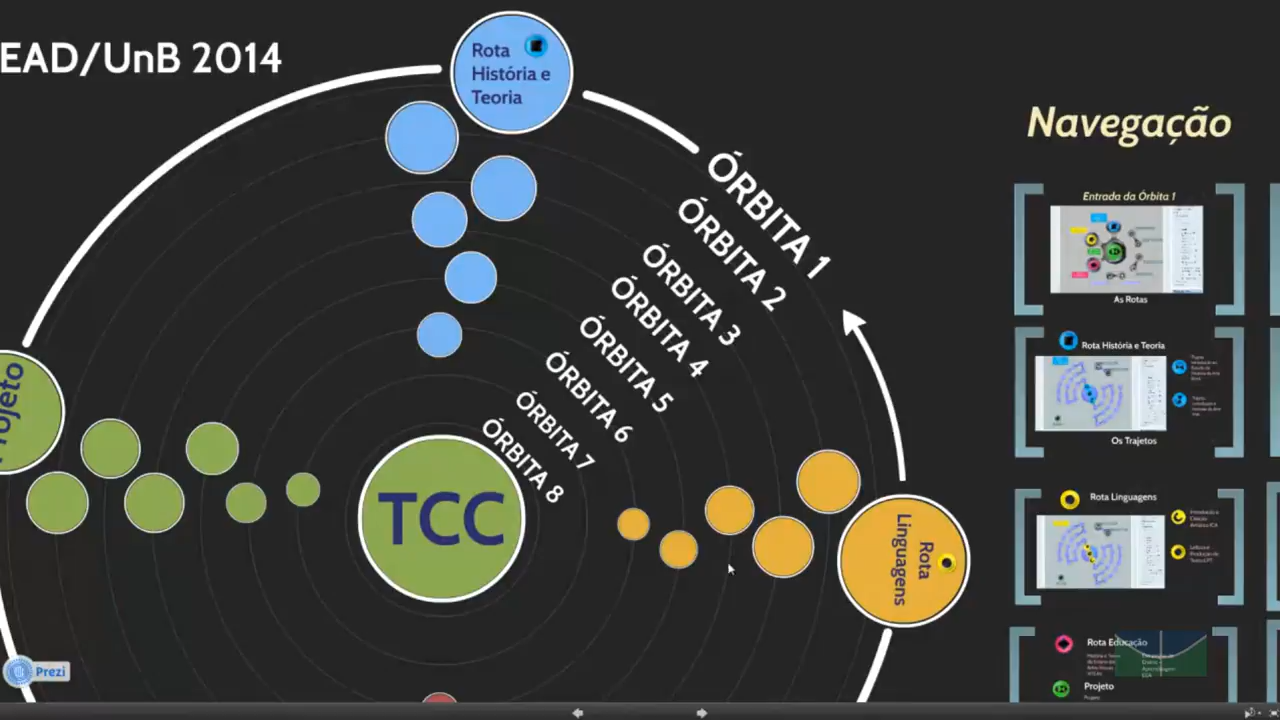 EAD/UnB 2014
Rota
História e
Teoria
ÓRBITA 1
ÓRBITA 2
ÓRBITA 3
ÓRBITA 4
ÓRBITA 5
ÓRBITA 6
ÓRBITA 7
ÓRBITA 8
Projeto
TCC
Rota
Linguagens
Navegação
Entrada da Órbita 1
As Rotas
Rota História e Teoria
Os Trajetos
Rota Linguagens
Rota Educação
Projeto
Prezi